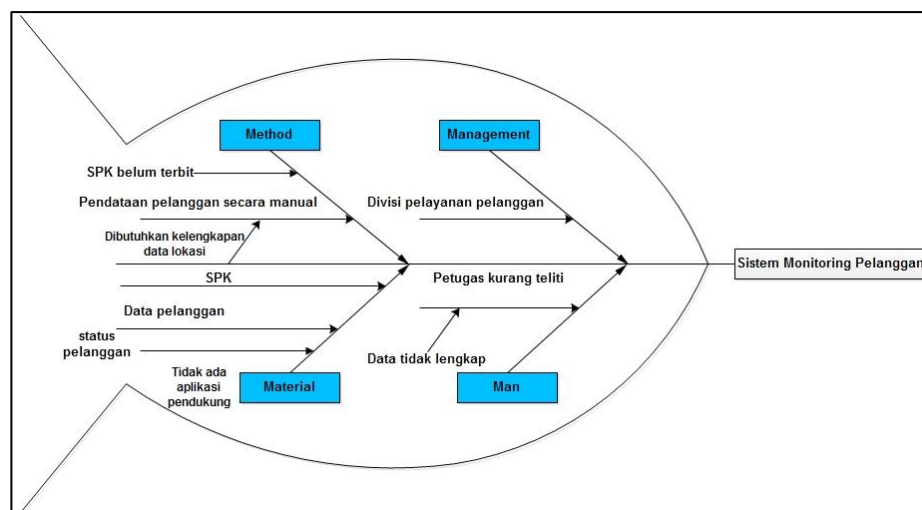 Method
Management
SPK belum terbit
Pendataan pelanggan secara manual
Divisi pelayanan pelanggan
Dibutuhkan kelengkapan
data lokasi
Sistem Monitoring Pelanggan
SPK
Petugas kurang teliti
Data pelanggan
status
pelanggan
Data tidak lengkap
Tidak ada
aplikasi
pendukung
Material
Man